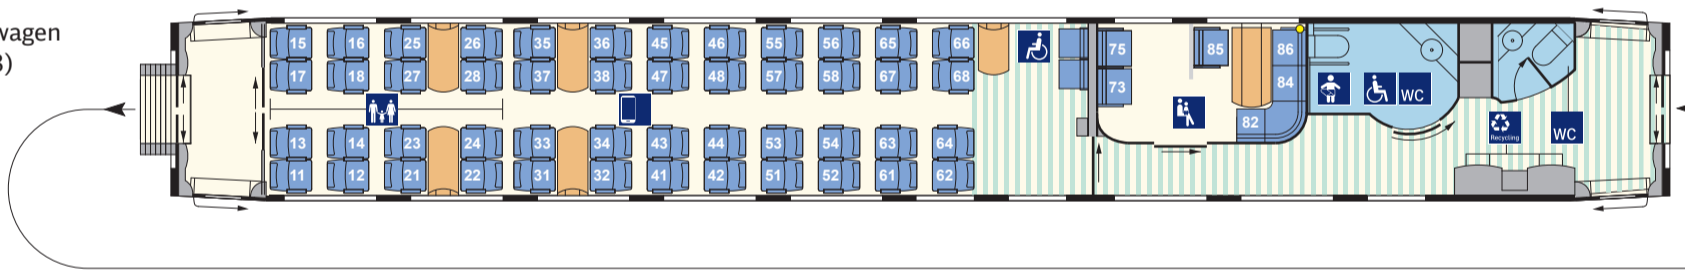 wagen
3)
15 16 25 26 35 36 45 46 55 56 65 66 75 85 86
17 18 27 28 37 38 47 48 57 58 67 68 73 84
WC
82
13 14 23 24 33 34 43 44 53 54 63 64
Recycling WC
11 12 21 22 31 32 41 42 51 52 61 62